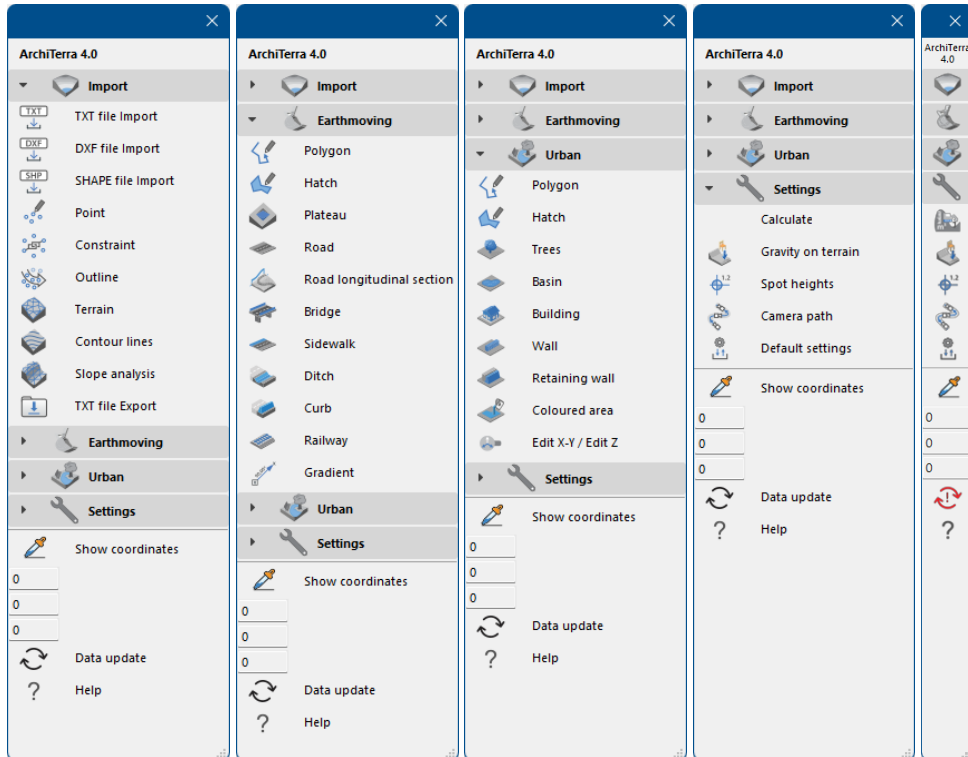 ArchiTerra 4.0
Import
TXT
TXT file Import
DXF
DXF file Import
SHP
SHAPE file Import
Point
Constraint
Outline
Terrain
Contour lines
Slope analysis
TXT file Export
Earthmoving
Urban
Settings
Show coordinates
0
0
0
Data update
? Help
ArchiTerra 4.0
Import
Earthmoving
Polygon
Hatch
Plateau
Road
Road longitudinal section
Bridge
Sidewalk
Ditch
Curb
Railway
Gradient
Urban
Settings
Show coordinates
0
0
0
Data update
? Help
ArchiTerra 4.0
Import
Earthmoving
Urban
Polygon
Hatch
Trees
Basin
Building
Wall
Retaining wall
Coloured area
Edit X-Y / Edit Z
Settings
Show coordinates
0
0
0
Data update
? Help
ArchiTerra 4.0
Import
Earthmoving
Urban
Settings
Calculate
Gravity on terrain
1.2
Spot heights
Camera path
Default settings
Show coordinates
0
0
0
Data update
? Help
ArchiTerra
4.0
1.2
0
0
0
?